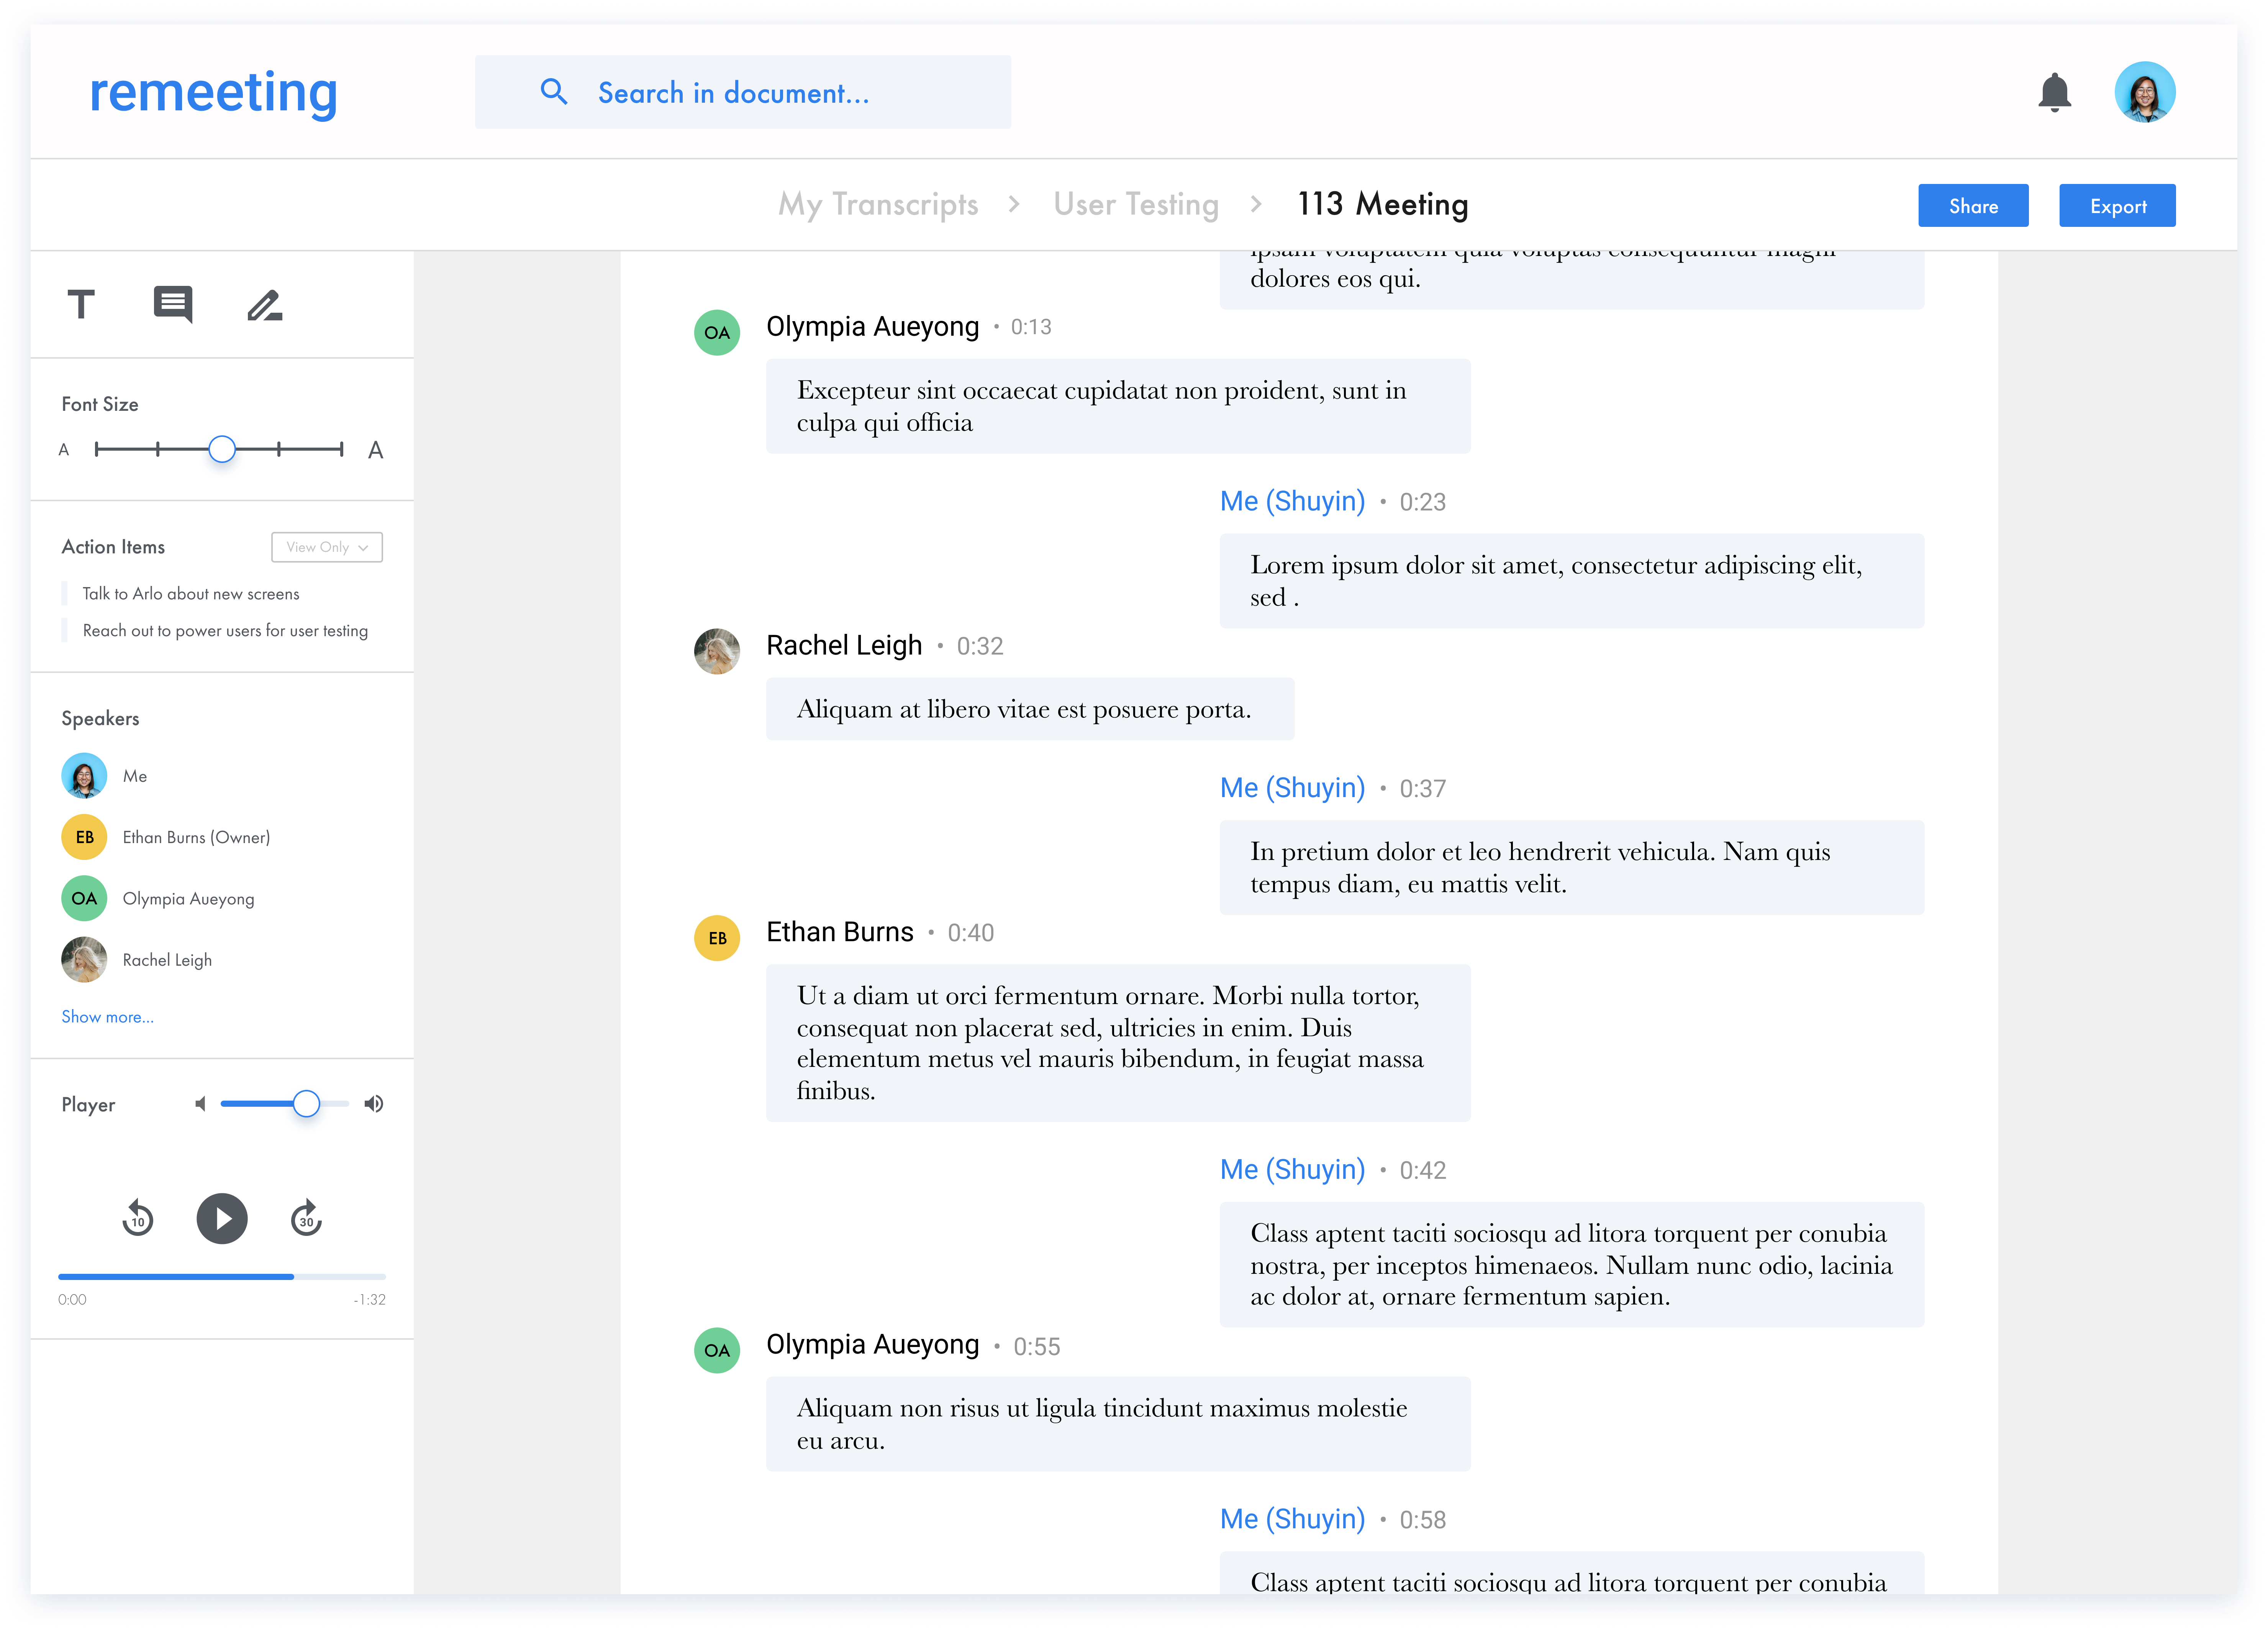 remeeting
Search in document...
My Transcripts > User Testing > 113 Meeting
Share
Export
T
Font Size
A A
Action Items
View Only
Talk to Arlo about new screens
Reach out to power users for user testing
Speakers
Me
EB Ethan Burns (Owner)
OA Olympia Aueyong
Rachel Leigh
Show more...
Player
10
30
0:00 -1:32
ipsam voluptatem quia voluptas consequuntur magni
dolores eos qui.
OA Olympia Aueyong • 0:13
Excepteur sint occaecat cupidatat non proident, sunt in
culpa qui officia
Me (Shuyin) • 0:23
Lorem ipsum dolor sit amet, consectetur adipiscing elit,
sed .
Rachel Leigh • 0:32
Aliquam at libero vitae est posuere porta.
Me (Shuyin) • 0:37
In pretium dolor et leo hendrerit vehicula. Nam quis
tempus diam, eu mattis velit.
EB Ethan Burns • 0:40
Ut a diam ut orci fermentum ornare. Morbi nulla tortor,
consequat non placerat sed, ultricies in enim. Duis
elementum metus vel mauris bibendum, in feugiat massa
finibus.
Me (Shuyin) • 0:42
Class aptent taciti sociosqu ad litora torquent per conubia
nostra, per inceptos himenaeos. Nullam nunc odio, lacinia
ac dolor at, ornare fermentum sapien.
OA Olympia Aueyong • 0:55
Aliquam non risus ut ligula tincidunt maximus molestie
eu arcu.
Me (Shuyin) • 0:58
Class aptent taciti sociosqu ad litora torquent per conubia